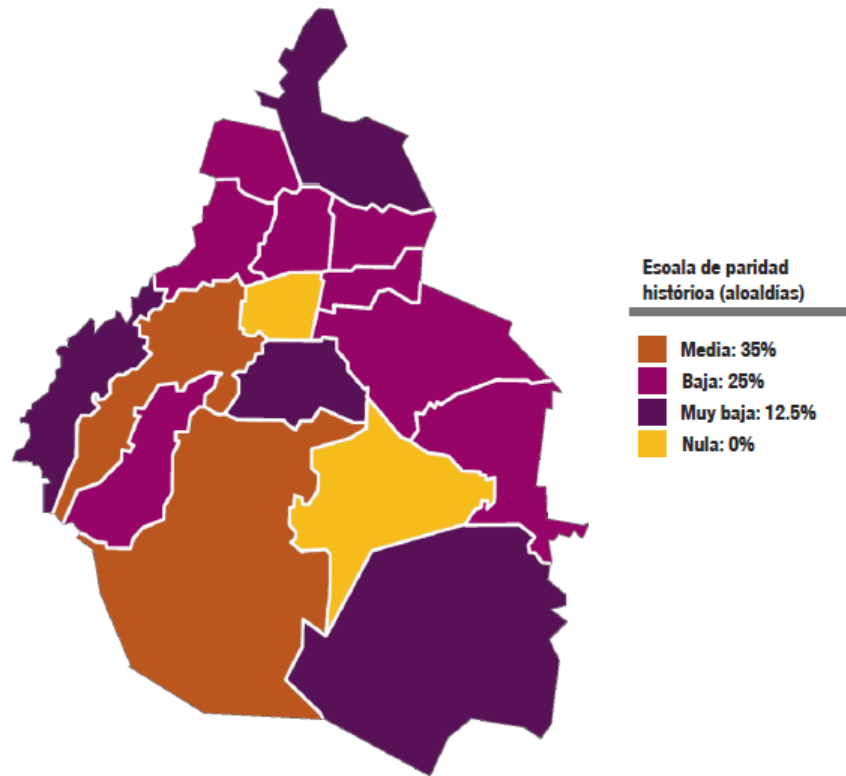 Esoala de paridad
histórioa (aloaldías)
Media: 35%
Baja: 25%
Muy baja: 12.5%
Nula: 0%